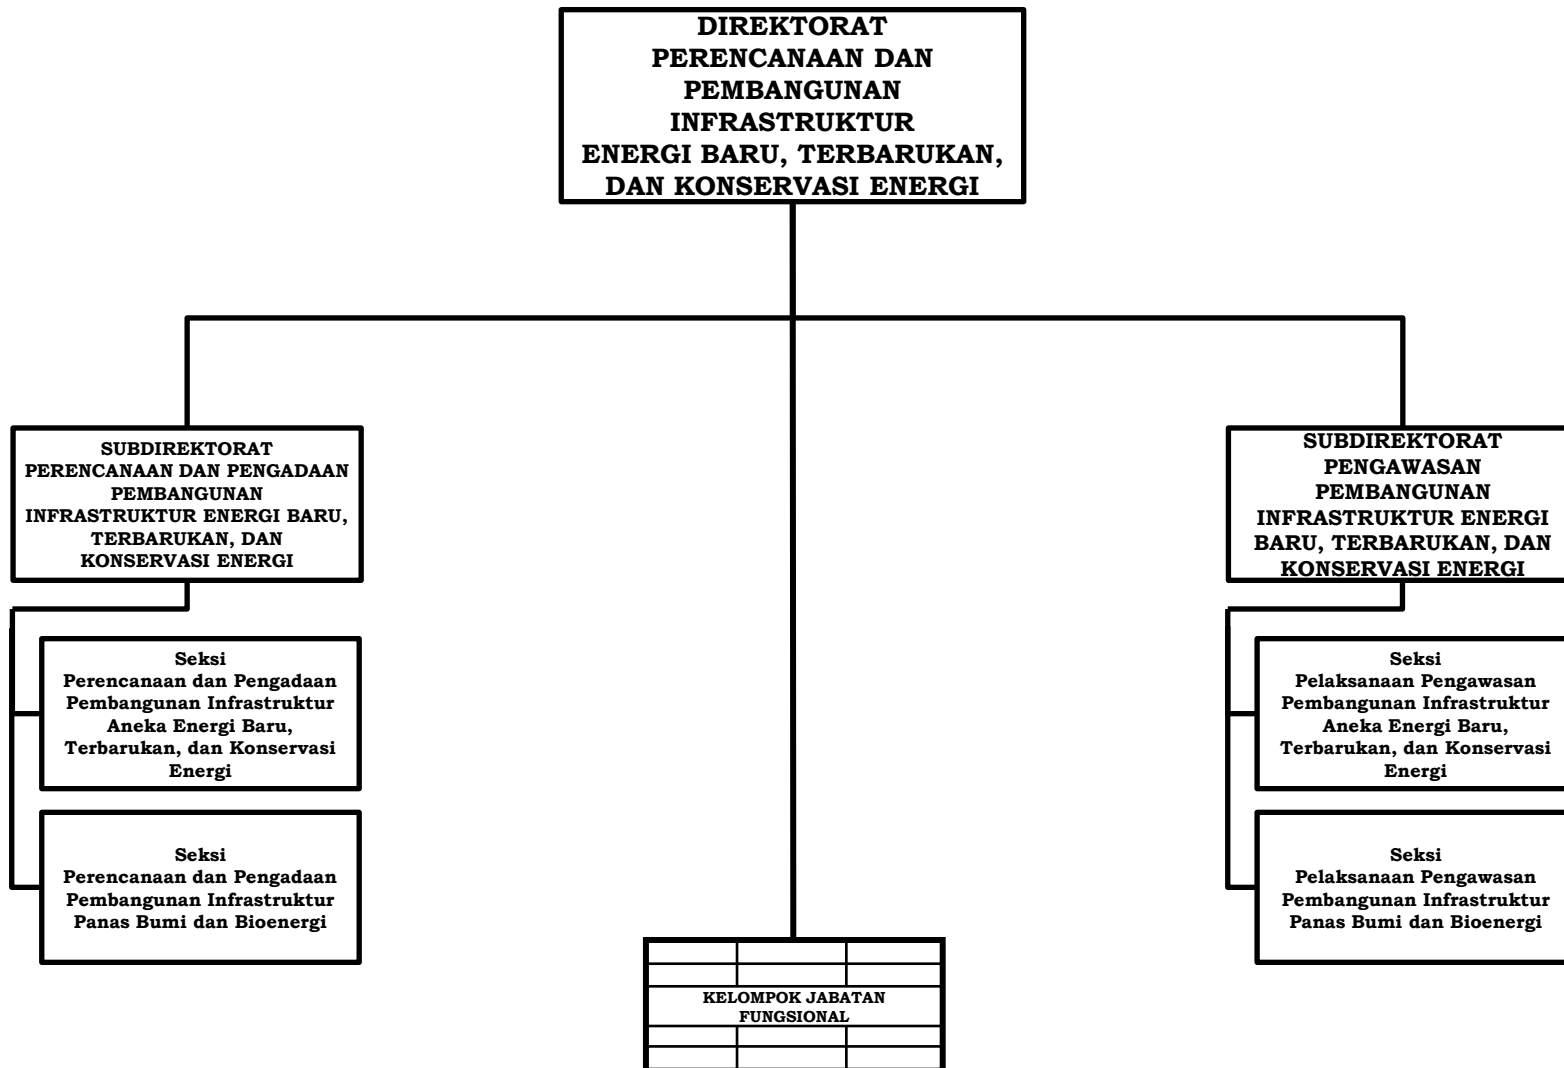 DIREKTORAT
PERENCANAAN DAN
PEMBANGUNAN
INFRASTRUKTUR
ENERGI BARU, TERBARUKAN,
DAN KONSERVASI ENERGI
SUBDIREKTORAT
PERENCANAAN DAN PENGADAAN
PEMBANGUNAN
INFRASTRUKTUR ENERGI BARU,
TERBARUKAN, DAN
KONSERVASI ENERGI
Seksi
Perencanaan dan Pengadaan
Pembangunan Infrastruktur
Aneka Energi Baru,
Terbarukan, dan Konservasi
Energi
Seksi
Perencanaan dan Pengadaan
Pembangunan Infrastruktur
Panas Bumi dan Bioenergi
SUBDIREKTORAT
PENGAWASAN
PEMBANGUNAN
INFRASTRUKTUR ENERGI
BARU, TERBARUKAN, DAN
KONSERVASI ENERGI
Seksi
Pelaksanaan Pengawasan
Pembangunan Infrastruktur
Aneka Energi Baru,
Terbarukan, dan Konservasi
Energi
Seksi
Pelaksanaan Pengawasan
Pembangunan Infrastruktur
Panas Bumi dan Bioenergi
KELOMPOK JABATAN
FUNGSIONAL